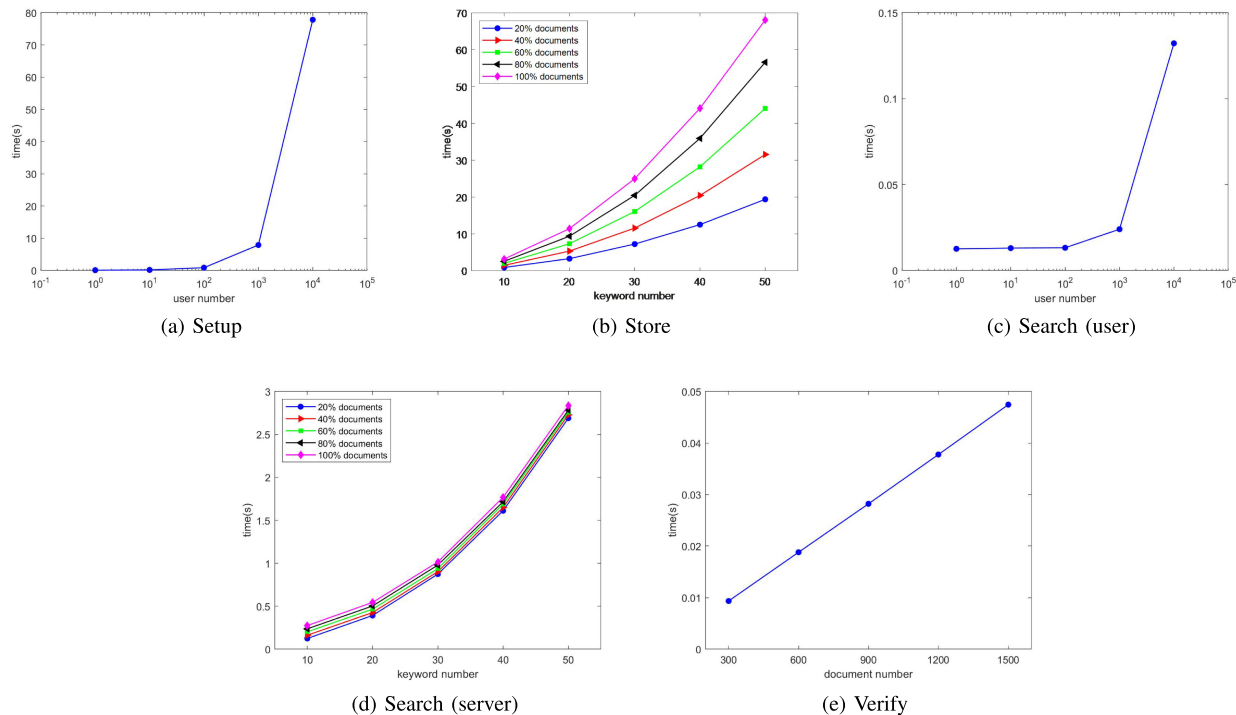 80
70
60
50
40
30
20
10
0
time(s)
10^-1 10^0 10^1 10^2 10^3 10^4 10^5
user number
(a) Setup
70
60
50
40
30
20
10
0
time(s)
20% documents
40% documents
60% documents
80% documents
100% documents
10 20 30 40 50
keyword number
(b) Store
0.15
0.1
0.05
0
time(s)
10^-1 10^0 10^1 10^2 10^3 10^4 10^5
user number
(c) Search (user)
3
2.5
2
1.5
1
0.5
0
time(s)
20% documents
40% documents
60% documents
80% documents
100% documents
10 20 30 40 50
keyword number
(d) Search (server)
0.05
0.04
0.03
0.02
0.01
0
time(s)
300 600 900 1200 1500
document number
(e) Verify